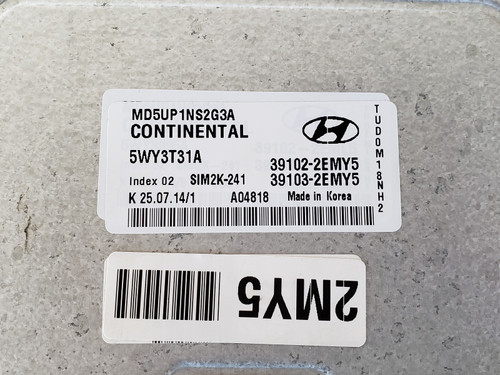 MD5UP1NS2G3A
CONTINENTAL
5WY3T31A
39102-2EMY5
Index 02 SIM2K-241 39103-2EMY5
K 25.07.14/1 A04818 Made in Korea
TUDOM18NH2
2MY5